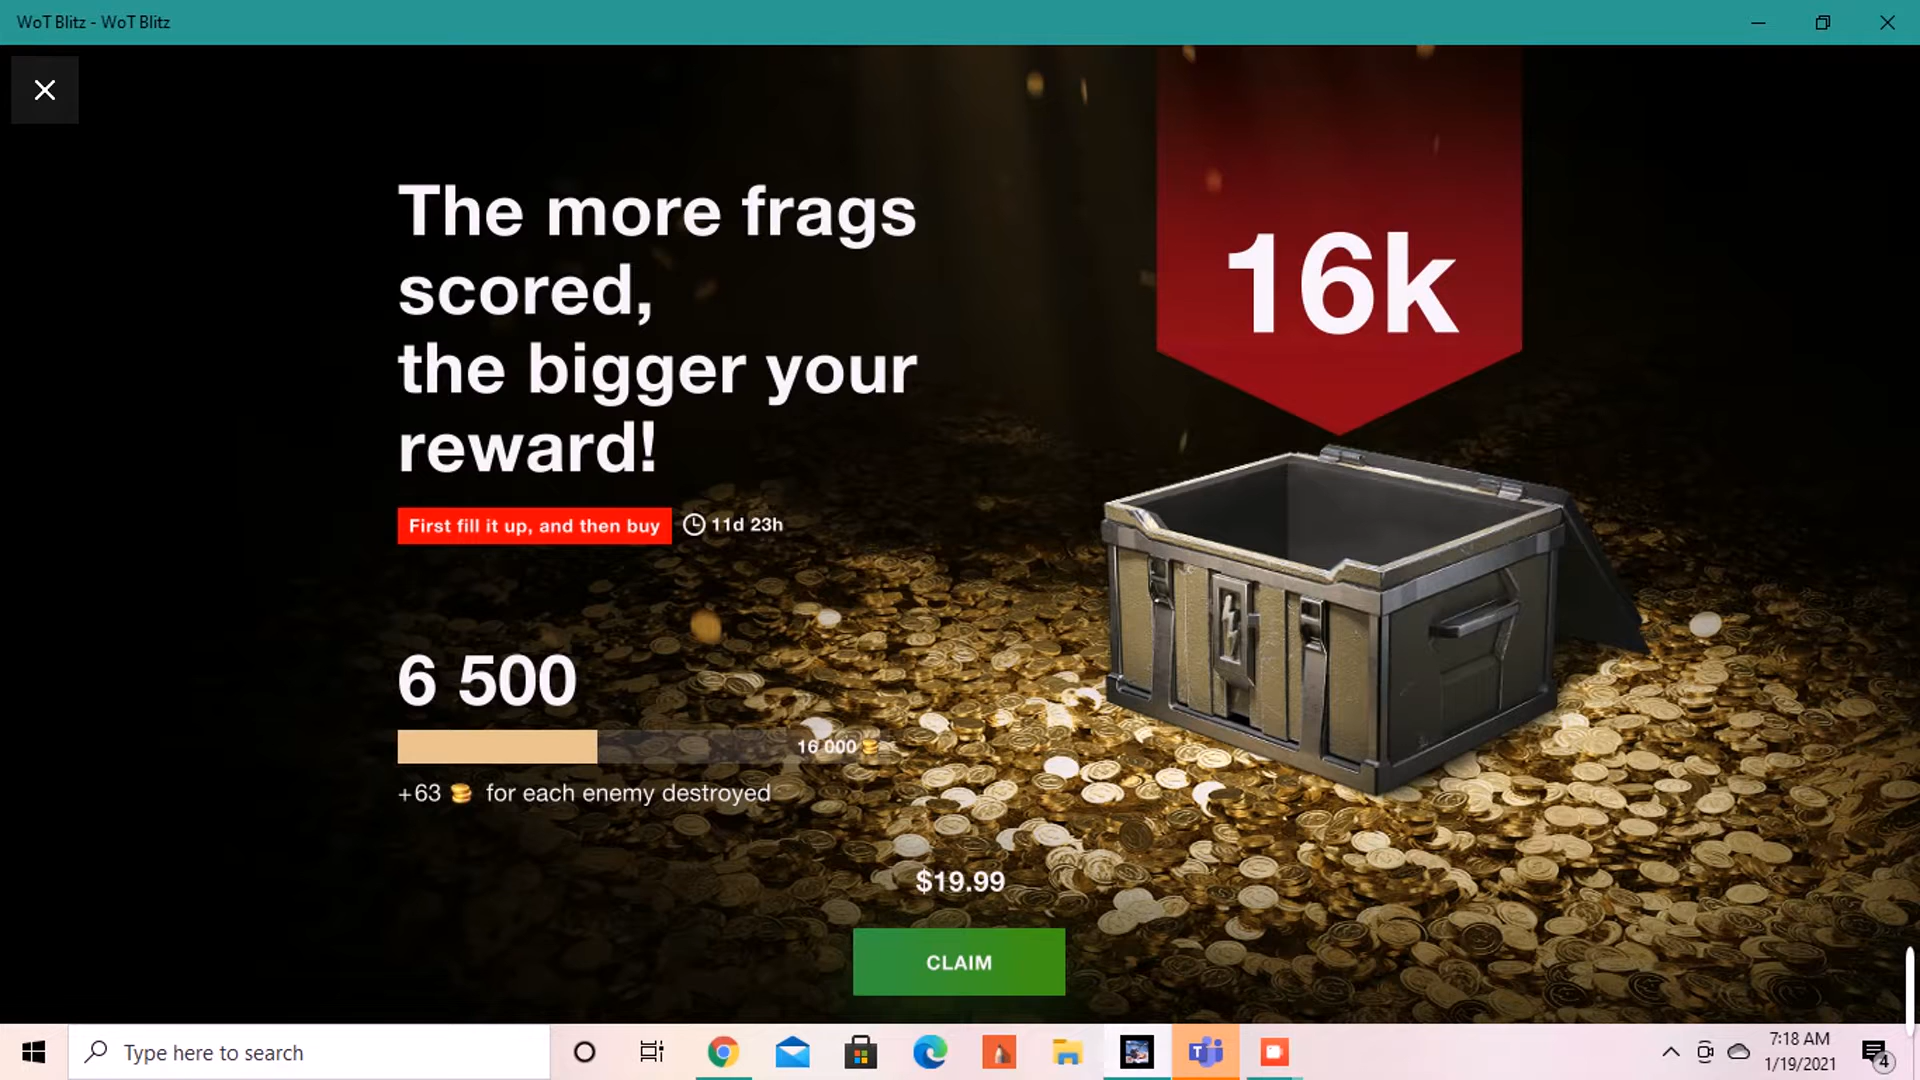 WoT Blitz - WoT Blitz
The more frags
scored,
the bigger your
reward!
16k
First fill it up, and then buy 11d 23h
6 500
16 000
+63 for each enemy destroyed
$19.99
CLAIM
Type here to search
7:18 AM
1/19/2021
4